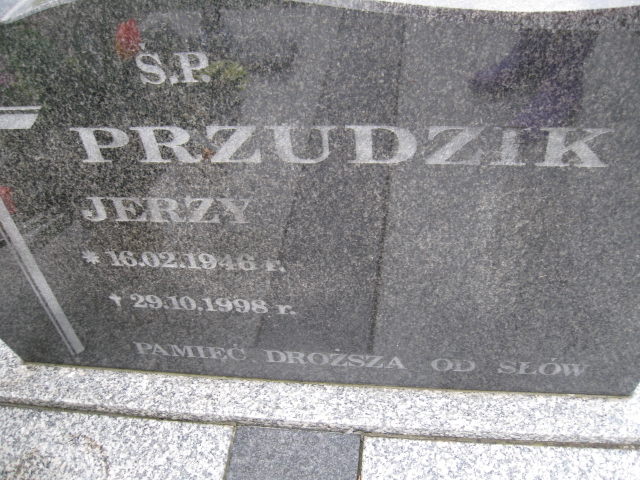 Ś.P.
PRZUDZIK
JERZY
* 16.02.1946 r.
† 29.10.1998 r.
PAMIĘĆ DROŻSZA OD SŁÓW